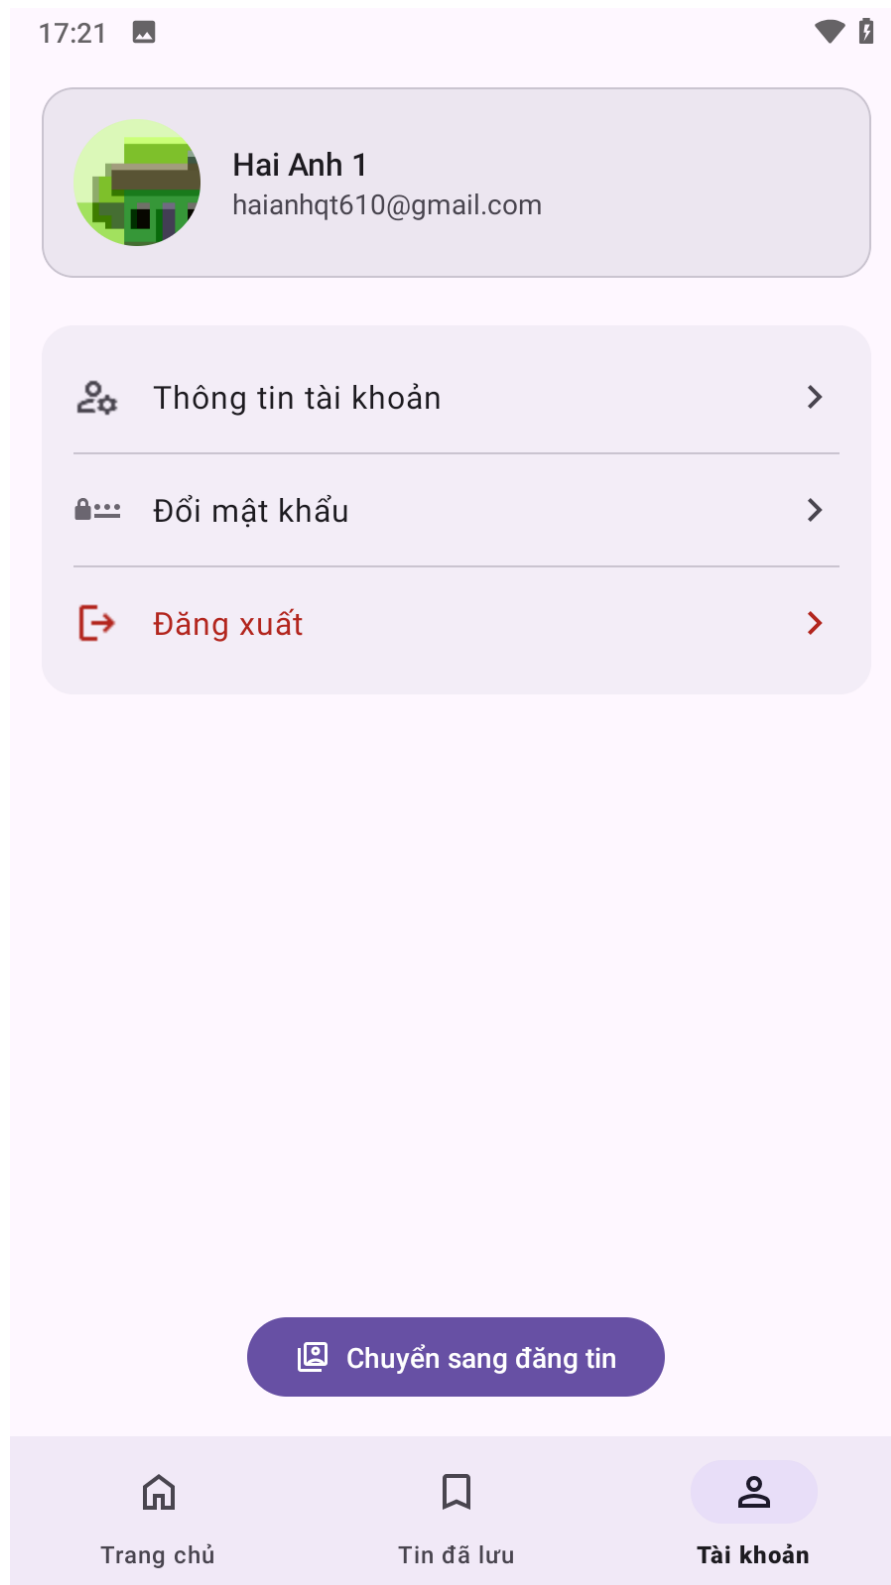 17:21
Hai Anh 1
haianhqt610@gmail.com
Thông tin tài khoản
Đổi mật khẩu
Đăng xuất
Chuyển sang đăng tin
Trang chủ
Tin đã lưu
Tài khoản